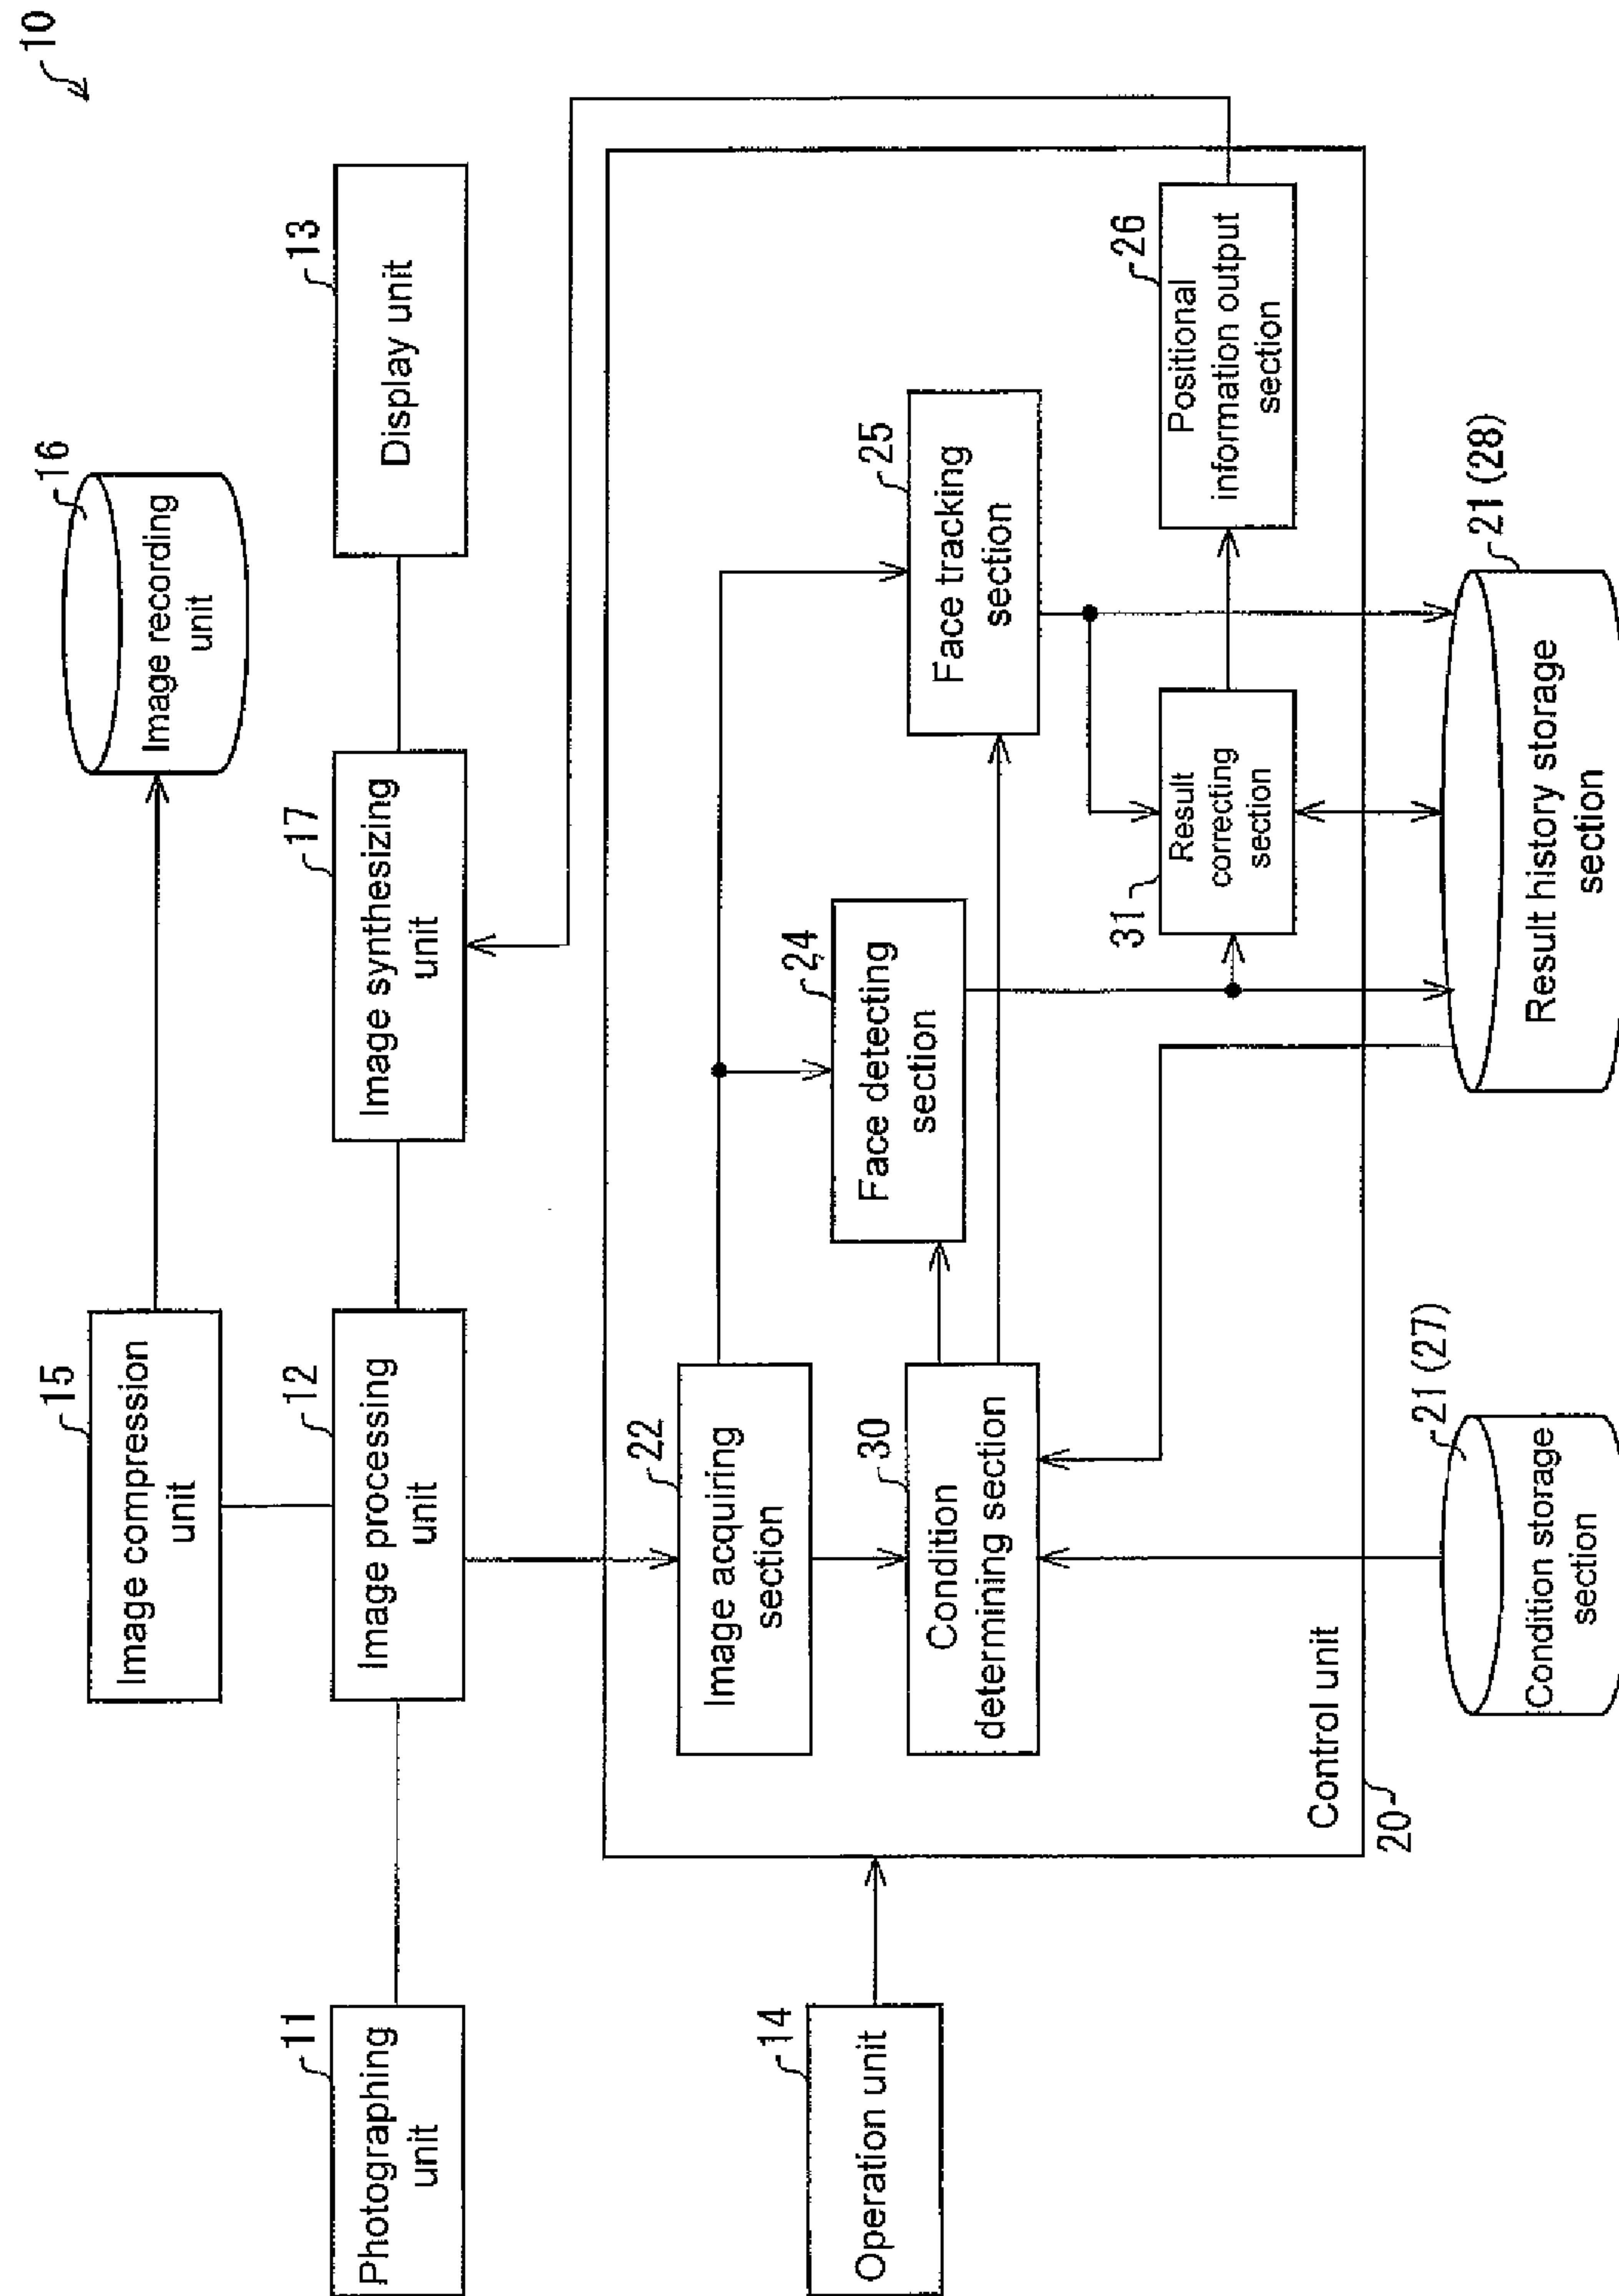 10
15
Image compression
unit
16
Image recording
unit
11
Photographing
unit
12
Image processing
unit
17
Image synthesizing
unit
13
Display unit
14
Operation unit
22
Image acquiring
section
24
Face detecting
section
25
Face tracking
section
30
Condition
determining section
31
Result
correcting
section
26
Positional
information output
section
Control unit
20
21 (27)
Condition storage
section
21 (28)
Result history storage
section